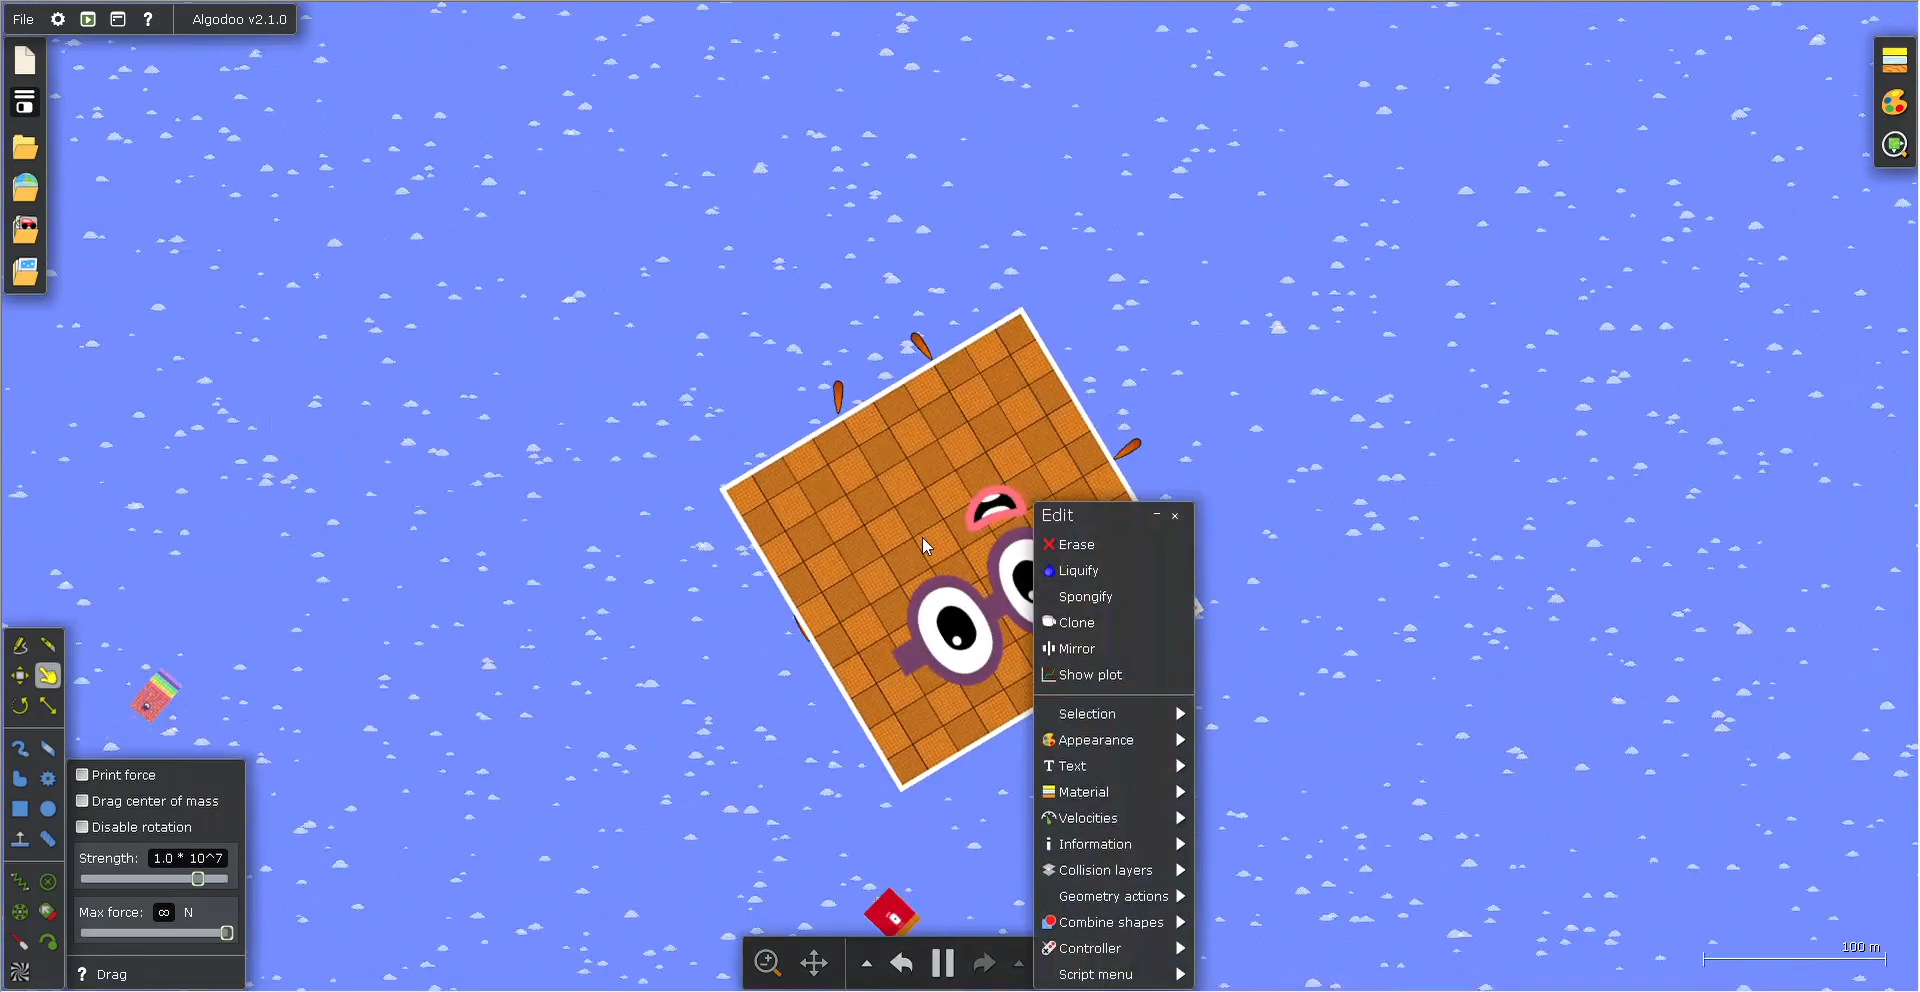 File
? Algodoo v2.1.0
Edit
Erase
Liquify
Spongify
Clone
Mirror
Show plot
Selection
Appearance
T Text
Material
Velocities
Information
Collision layers
Geometry actions
Combine shapes
Controller
Script menu
Print force
Drag center of mass
Disable rotation
Strength: 1.0 * 10^7
Max force: ∞ N
? Drag
100 m